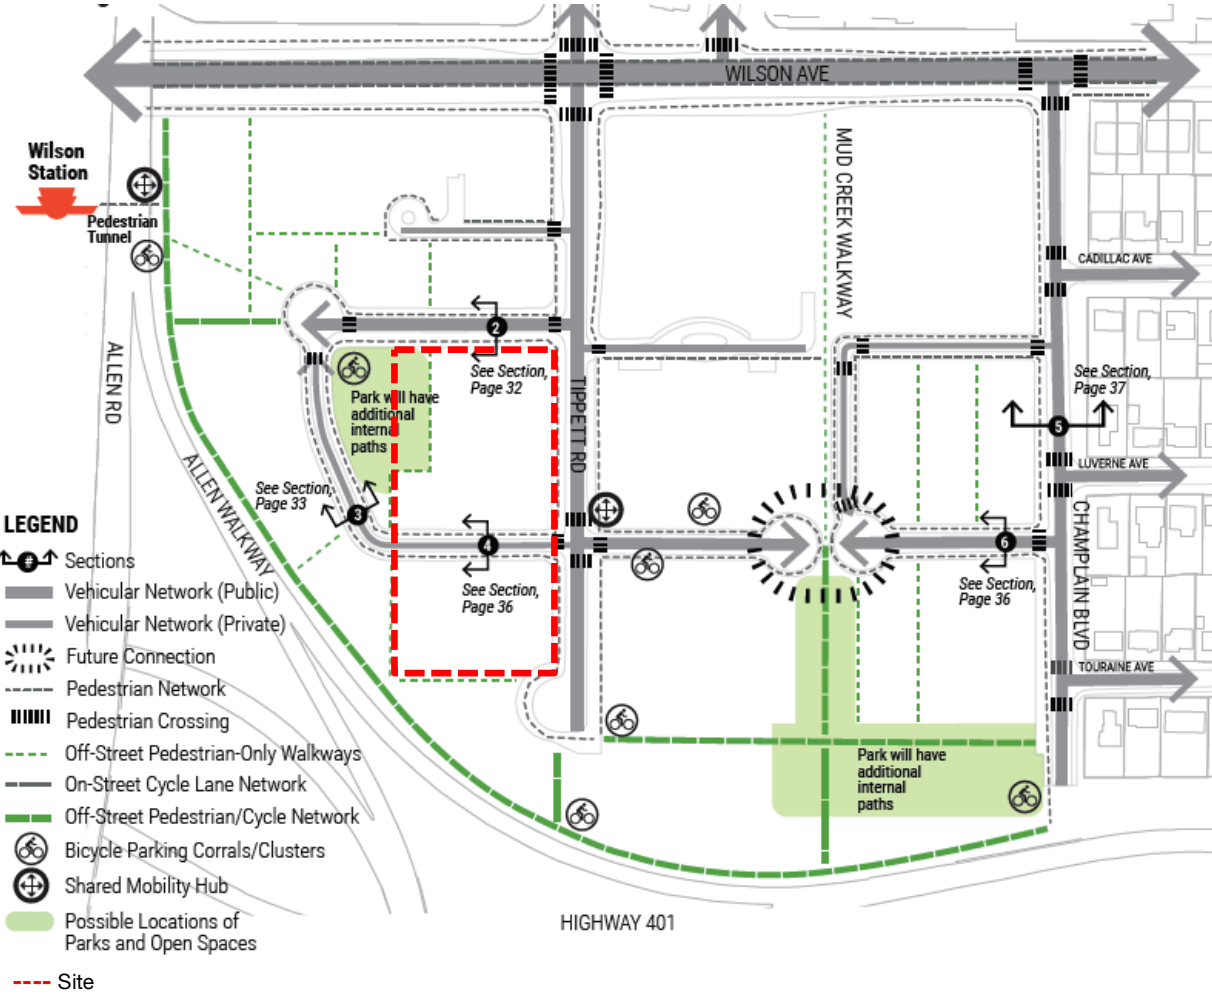 WILSON AVE
Wilson
Station
Pedestrian
Tunnel
MUD CREEK WALKWAY
CADILLAC AVE
2
See Section,
Page 32
See Section,
Page 37
ALLEN RD
TIPPETT RD
Park will have
additional
internal
paths
5
LUVERNE AVE
ALLEN WALKWAY
See Section,
Page 33
3
4
6
See Section,
Page 36
See Section,
Page 36
CHAMPLAIN BLVD
TOURAINE AVE
Park will have
additional
internal
paths
HIGHWAY 401
LEGEND
# Sections
Vehicular Network (Public)
Vehicular Network (Private)
Future Connection
Pedestrian Network
Pedestrian Crossing
Off-Street Pedestrian-Only Walkways
On-Street Cycle Lane Network
Off-Street Pedestrian/Cycle Network
Bicycle Parking Corrals/Clusters
Shared Mobility Hub
Possible Locations of
Parks and Open Spaces
Site